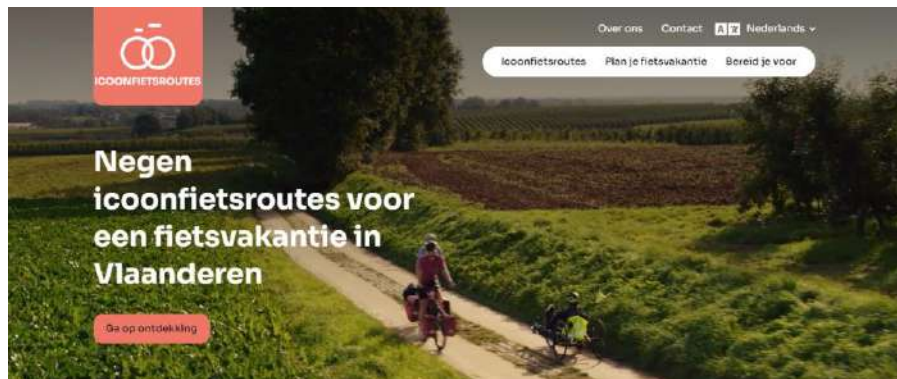 Over ons Contact Nederlands
ICOONFIETSROUTES
Icoonfietsroutes Plan je fietsvakantie Bereid je voor
Negen
icoonfietsroutes voor
een fietsvakantie in
Vlaanderen
Ga op ontdekking